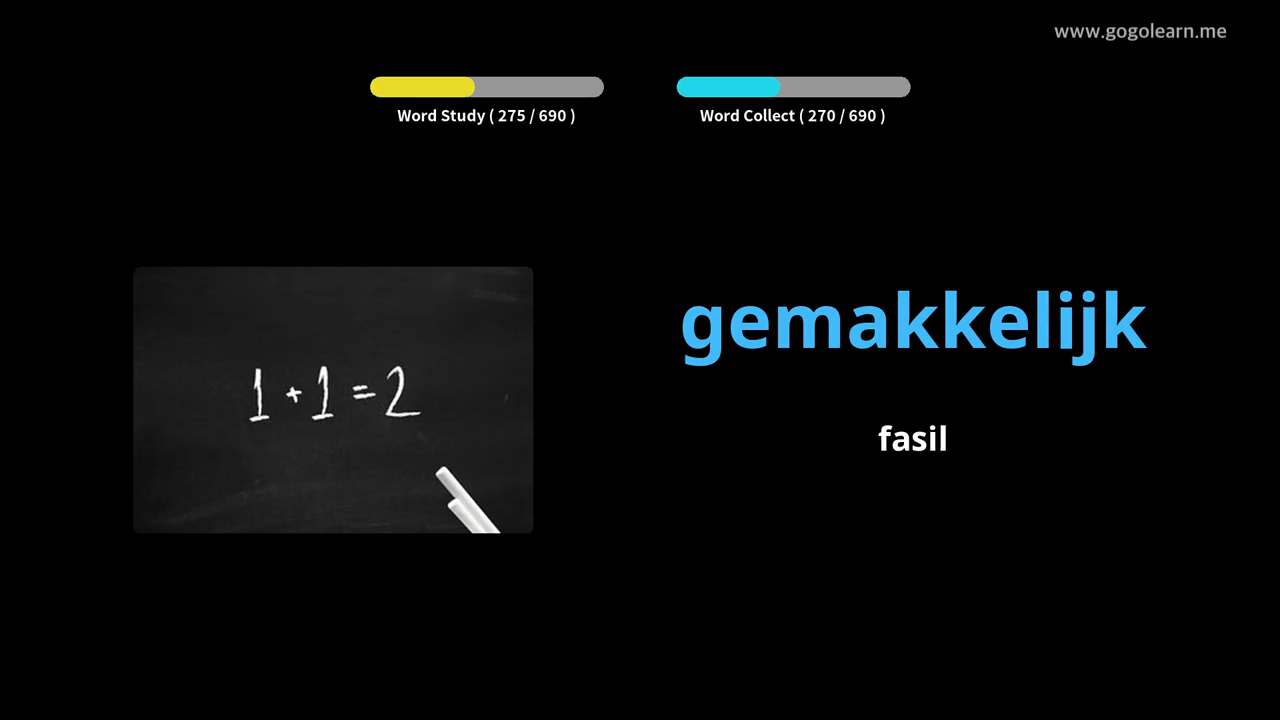 www.gogolearn.me
Word Study ( 275 / 690 )
Word Collect ( 270 / 690 )
1 + 1 = 2
gemakkelijk
fasil